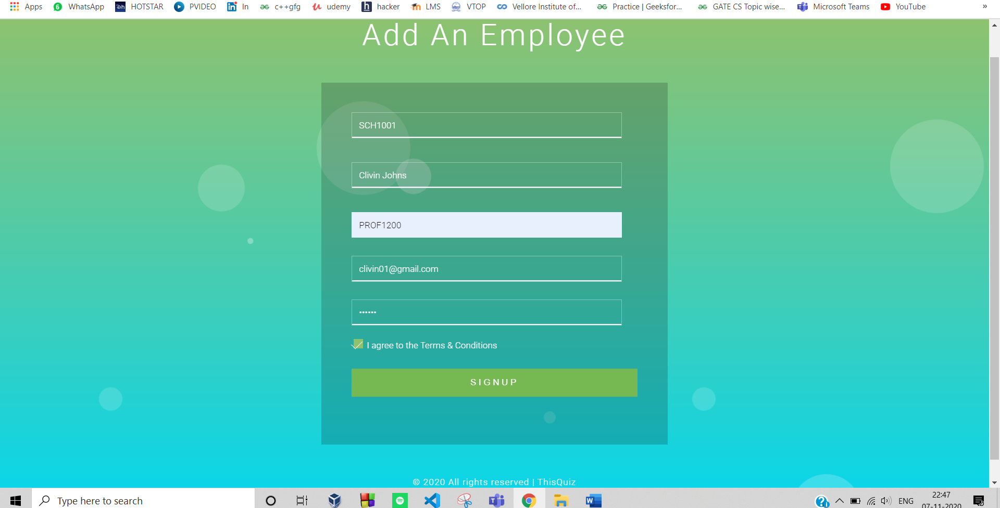 Apps WhatsApp HOTSTAR PVIDEO In c++gfg udemy hacker LMS VTOP Vellore Institute of... Practice | Geeksfor... GATE CS Topic wise... Microsoft Teams YouTube »
Add An Employee
SCH1001
Clivin Johns
PROF1200
clivin01@gmail.com
••••••
I agree to the Terms & Conditions
SIGNUP
© 2020 All rights reserved | ThisQuiz
Type here to search
ENG
22:47
07-11-2020